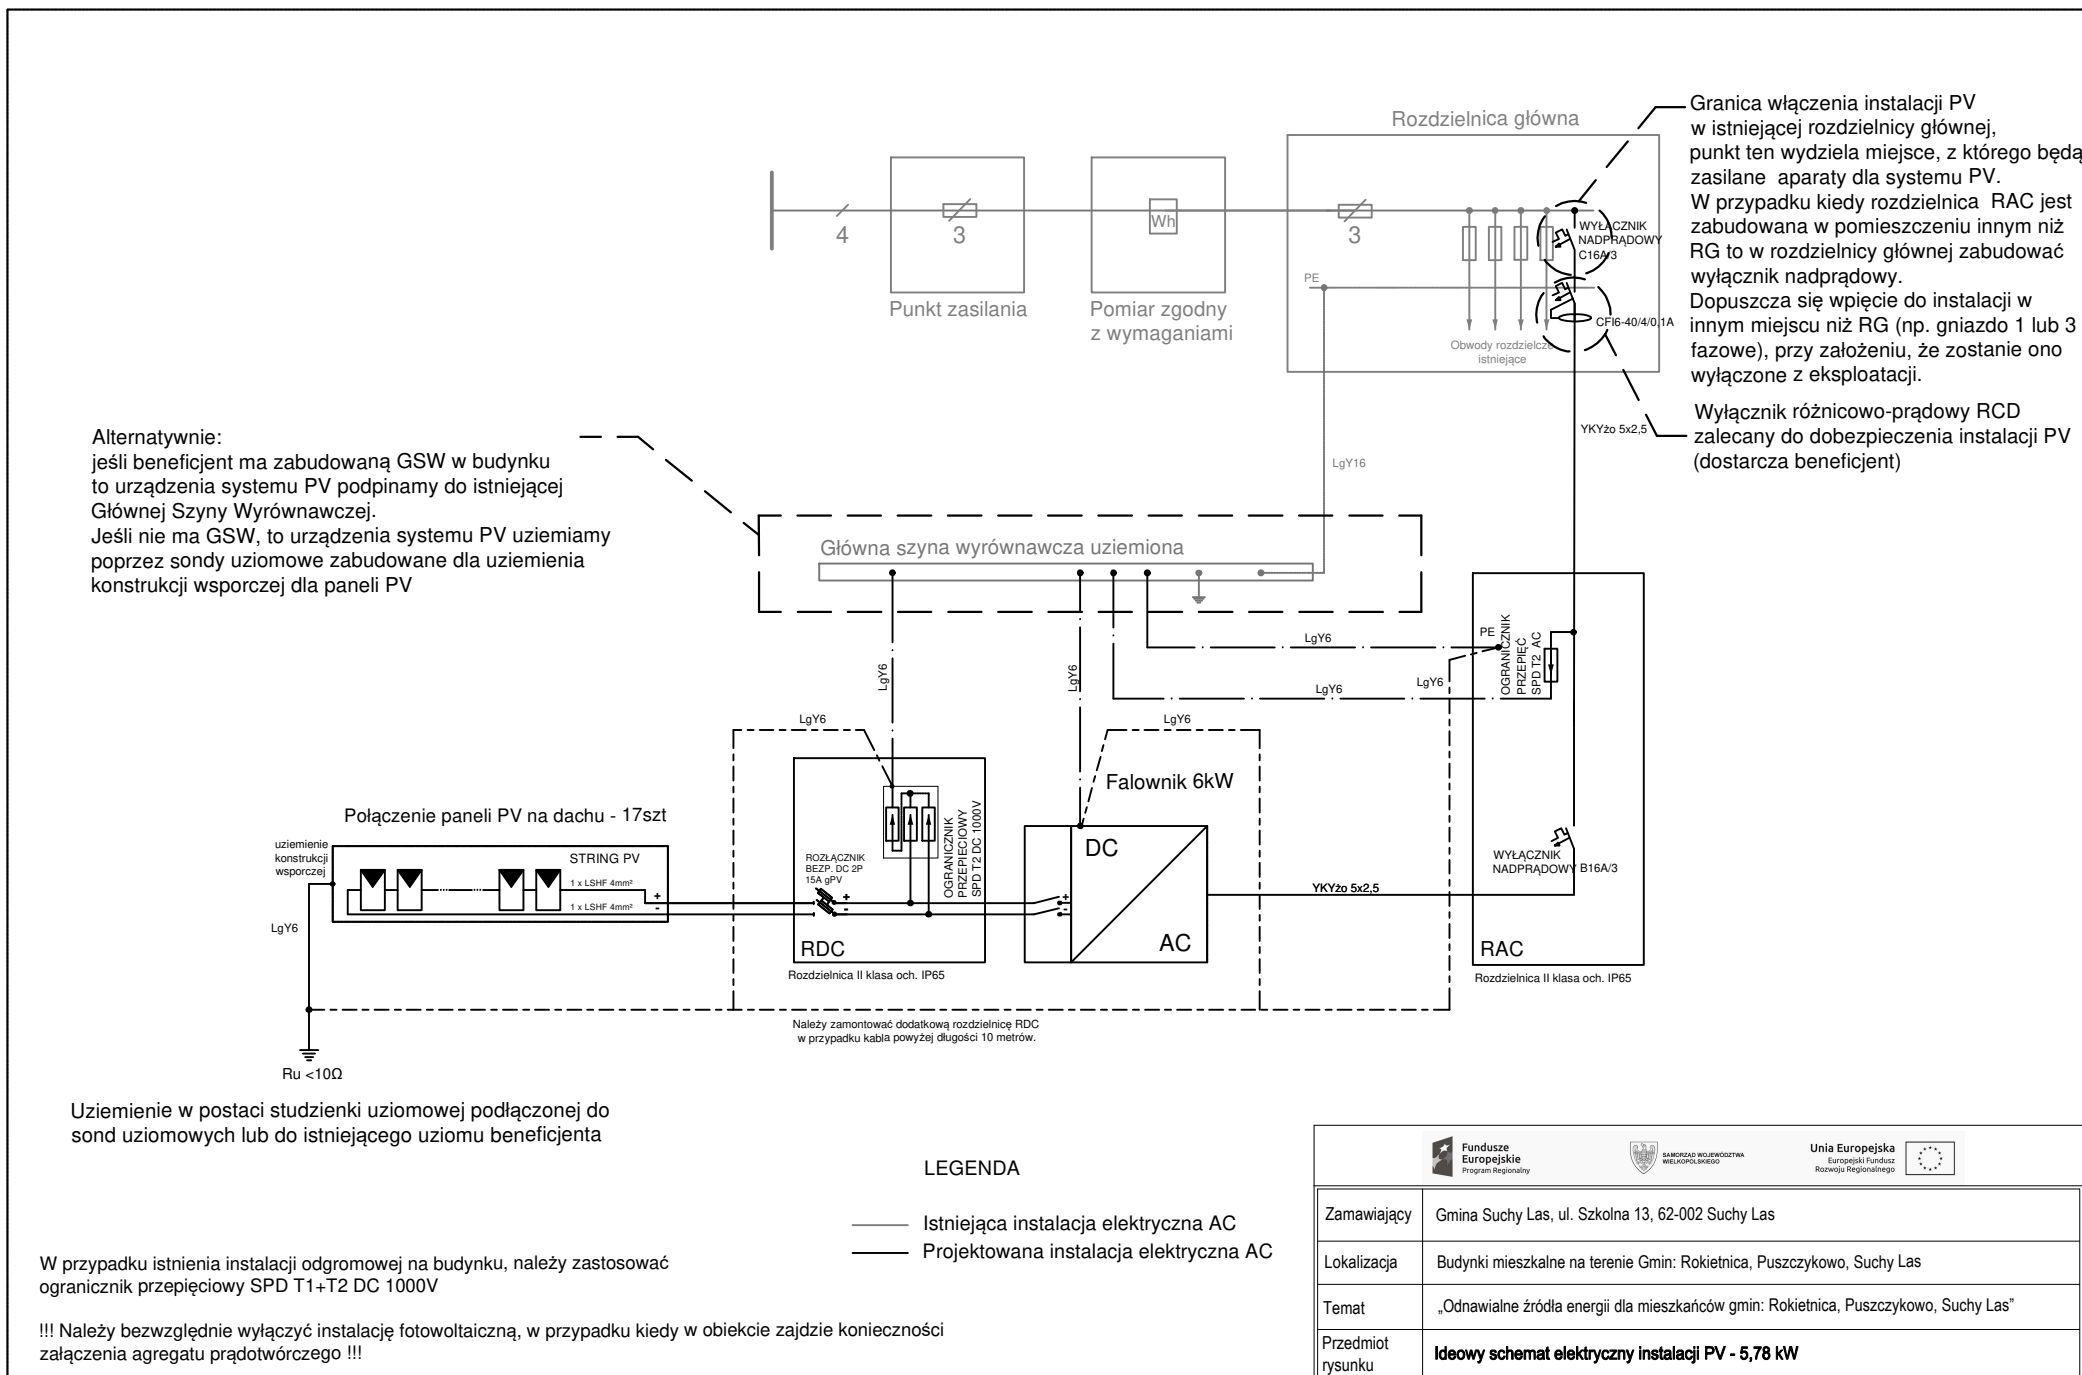 Rozdzielnica główna
Granica włączenia instalacji PV
w istniejącej rozdzielnicy głównej,
punkt ten wydziela miejsce, z którego będą
zasilane aparaty dla systemu PV.
W przypadku kiedy rozdzielnica RAC jest
zabudowana w pomieszczeniu innym niż
RG to w rozdzielnicy głównej zabudować
wyłącznik nadprądowy.
Dopuszcza się wpięcie do instalacji w
innym miejscu niż RG (np. gniazdo 1 lub 3
fazowe), przy założeniu, że zostanie ono
wyłączone z eksploatacji.
4
3
Wh
3
WYŁĄCZNIK
NADPRĄDOWY
C16A/3
PE
Punkt zasilania
Pomiar zgodny
z wymaganiami
CFI6-40/4/0,1A
Obwody rozdzielcze
istniejące
Wyłącznik różnicowo-prądowy RCD
zalecany do dobezpieczenia instalacji PV
(dostarcza beneficjent)
YKYżo 5x2,5
LgY16
Alternatywnie:
jeśli beneficjent ma zabudowaną GSW w budynku
to urządzenia systemu PV podpinamy do istniejącej
Głównej Szyny Wyrównawczej.
Jeśli nie ma GSW, to urządzenia systemu PV uziemiamy
poprzez sondy uziomowe zabudowane dla uziemienia
konstrukcji wsporczej dla paneli PV
Główna szyna wyrównawcza uziemiona
LgY6
LgY6
LgY6
LgY6
LgY6
PE
OGRANICZNIK
PRZEPIĘĆ
SPD T2 AC
LgY6
LgY6
Falownik 6kW
Połączenie paneli PV na dachu - 17szt
uziemienie
konstrukcji
wsporczej
STRING PV
1 x LSHF 4mm²
1 x LSHF 4mm²
+
-
LgY6
ROZŁĄCZNIK
BEZP. DC 2P
15A gPV
+
-
OGRANICZNIK
PRZEPIECIOWY
SPD T2 DC 1000V
RDC
Rozdzielnica II klasa och. IP65
+
-
DC
AC
YKYżo 5x2,5
WYŁĄCZNIK
NADPRĄDOWY B16A/3
RAC
Rozdzielnica II klasa och. IP65
Należy zamontować dodatkową rozdzielnicę RDC
w przypadku kabla powyżej długości 10 metrów.
Ru <10Ω
Uziemienie w postaci studzienki uziomowej podłączonej do
sond uziomowych lub do istniejącego uziomu beneficjenta
LEGENDA
Istniejąca instalacja elektryczna AC
Projektowana instalacja elektryczna AC
W przypadku istnienia instalacji odgromowej na budynku, należy zastosować
ogranicznik przepięciowy SPD T1+T2 DC 1000V
!!! Należy bezwzględnie wyłączyć instalację fotowoltaiczną, w przypadku kiedy w obiekcie zajdzie konieczności
załączenia agregatu prądotwórczego !!!
Fundusze
Europejskie
Program Regionalny
SAMORZĄD WOJEWÓDZTWA
WIELKOPOLSKIEGO
Unia Europejska
Europejski Fundusz
Rozwoju Regionalnego
Zamawiający
Gmina Suchy Las, ul. Szkolna 13, 62-002 Suchy Las
Lokalizacja
Budynki mieszkalne na terenie Gmin: Rokietnica, Puszczykowo, Suchy Las
Temat
„Odnawialne źródła energii dla mieszkańców gmin: Rokietnica, Puszczykowo, Suchy Las”
Przedmiot
rysunku
Ideowy schemat elektryczny instalacji PV - 5,78 kW